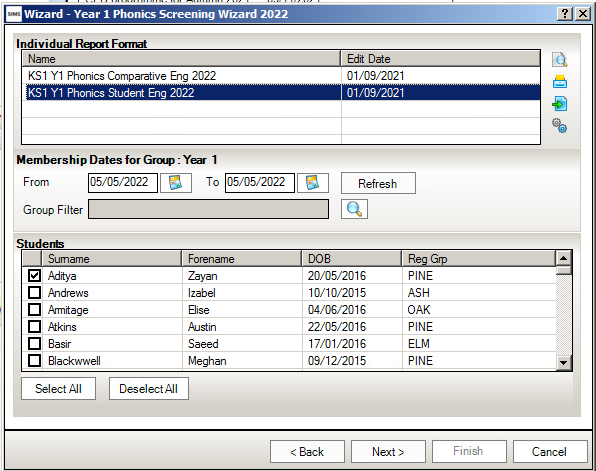 SIMS Wizard - Year 1 Phonics Screening Wizard 2022
Individual Report Format
Name Edit Date
KS1 Y1 Phonics Comparative Eng 2022 01/09/2021
KS1 Y1 Phonics Student Eng 2022 01/09/2021
Membership Dates for Group : Year 1
From 05/05/2022 To 05/05/2022 Refresh
Group Filter
Students
Surname Forename DOB Reg Grp
Aditya Zayan 20/05/2016 PINE
Andrews Izabel 10/10/2015 ASH
Armitage Elise 04/06/2016 OAK
Atkins Austin 22/05/2016 PINE
Basir Saeed 17/01/2016 ELM
Blackwwell Meghan 09/12/2015 PINE
Select All Deselect All
< Back Next > Finish Cancel